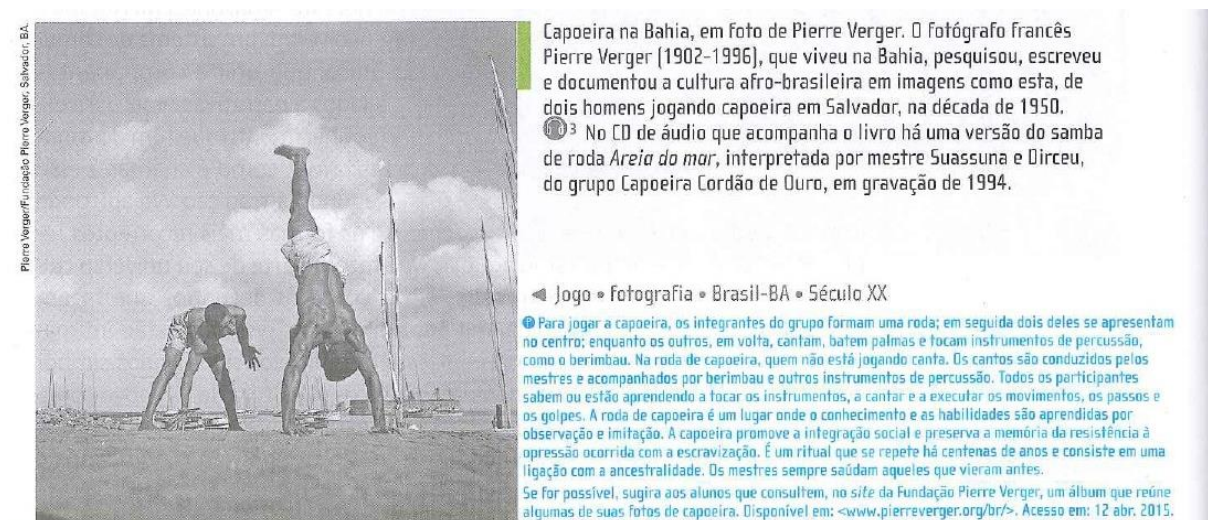 Pierre Verger/Fundação Pierre Verger, Salvador, BA.
Capoeira na Bahia, em foto de Pierre Verger. O fotógrafo francês
Pierre Verger (1902-1996), que viveu na Bahia, pesquisou, escreveu
e documentou a cultura afro-brasileira em imagens como esta, de
dois homens jogando capoeira em Salvador, na década de 1950.
3 No CD de áudio que acompanha o livro há uma versão do samba
de roda Areia do mar, interpretada por mestre Suassuna e Dirceu,
do grupo Capoeira Cordão de Ouro, em gravação de 1994.
◄ Jogo • Fotografia • Brasil-BA • Século XX
P Para jogar a capoeira, os integrantes do grupo formam uma roda; em seguida dois deles se apresentam
no centro; enquanto os outros, em volta, cantam, batem palmas e tocam instrumentos de percussão,
como o berimbau. Na roda de capoeira, quem não está jogando canta. Os cantos são conduzidos pelos
mestres e acompanhados por berimbau e outros instrumentos de percussão. Todos os participantes
sabem ou estão aprendendo a tocar os instrumentos, a cantar e a executar os movimentos, os passos e
os golpes. A roda de capoeira é um lugar onde o conhecimento e as habilidades são aprendidas por
observação e imitação. A capoeira promove a integração social e preserva a memória da resistência à
opressão ocorrida com a escravização. É um ritual que se repete há centenas de anos e consiste em uma
ligação com a ancestralidade. Os mestres sempre saúdam aqueles que vieram antes.
Se for possível, sugira aos alunos que consultem, no site da Fundação Pierre Verger, um álbum que reúne
algumas de suas fotos de capoeira. Disponível em: <www.pierreverger.org/br/>. Acesso em: 12 abr. 2015.